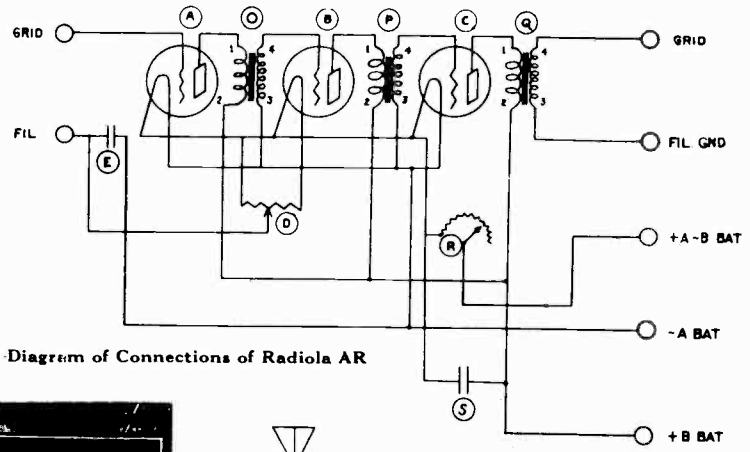 A O B P C Q
GRID 1 4 1 4 1 4 GRID
2 3 2 3 2 3
FIL E FIL GND
D
R +A~B BAT
~A BAT
Diagram of Connections of Radiola AR
S
+B BAT